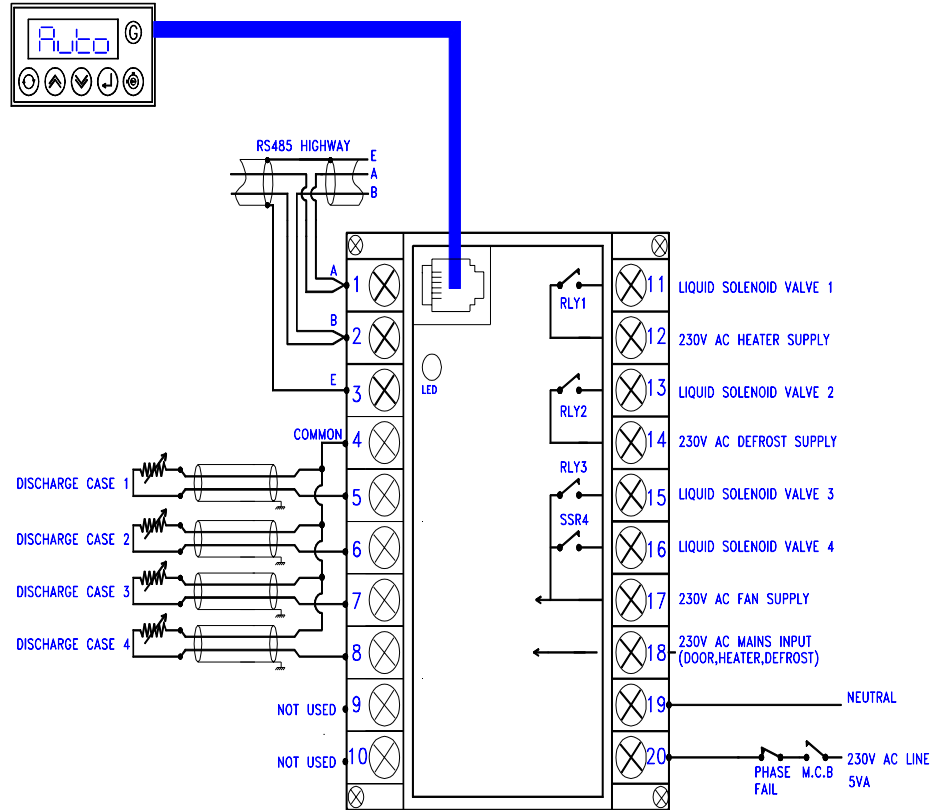 Auto
G
e
RS485 HIGHWAY
E
A
B
A
B
E
COMMON
1
2
3
4
5
6
7
8
9
10
DISCHARGE CASE 1
DISCHARGE CASE 2
DISCHARGE CASE 3
DISCHARGE CASE 4
NOT USED
NOT USED
LED
RLY1
RLY2
RLY3
SSR4
11 LIQUID SOLENOID VALVE 1
12 230V AC HEATER SUPPLY
13 LIQUID SOLENOID VALVE 2
14 230V AC DEFROST SUPPLY
15 LIQUID SOLENOID VALVE 3
16 LIQUID SOLENOID VALVE 4
17 230V AC FAN SUPPLY
18 230V AC MAINS INPUT
(DOOR,HEATER,DEFROST)
19 NEUTRAL
20
PHASE
FAIL
M.C.B
230V AC LINE
5VA